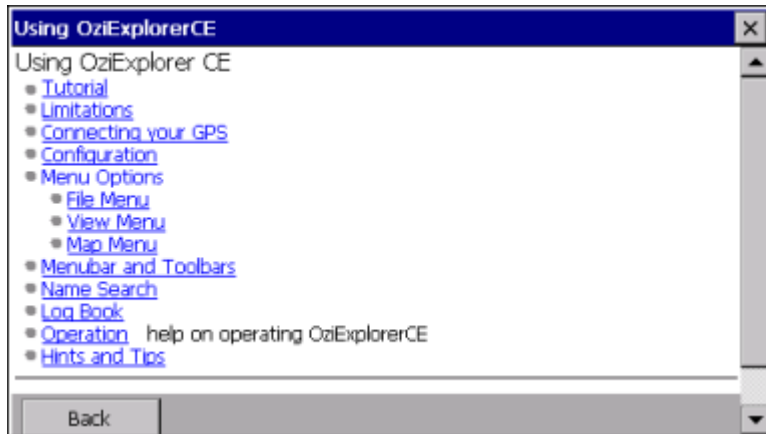 Using OziExplorerCE
Using OziExplorer CE
Tutorial
Limitations
Connecting your GPS
Configuration
Menu Options
File Menu
View Menu
Map Menu
Menubar and Toolbars
Name Search
Log Book
Operation help on operating OziExplorerCE
Hints and Tips
Back